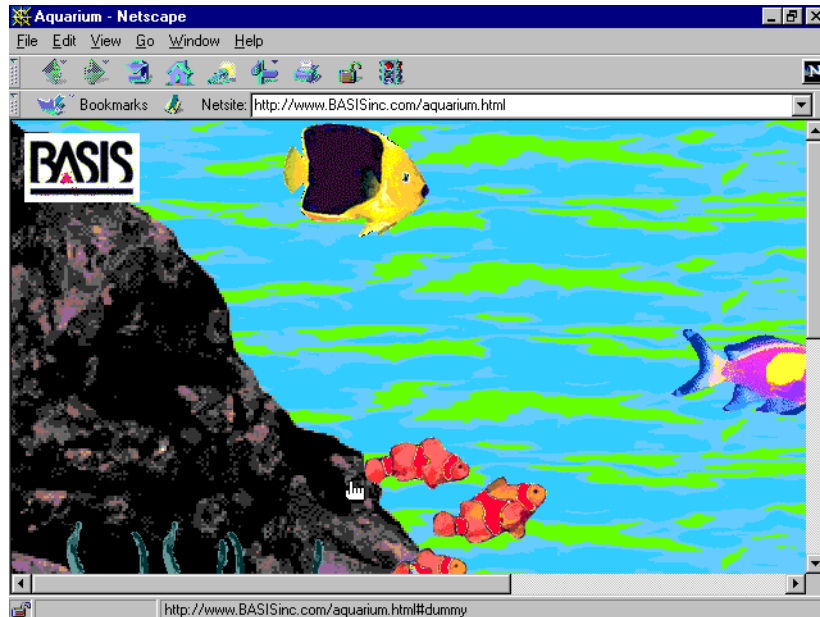 Aquarium - Netscape
File Edit View Go Window Help
N
Bookmarks Netsite: http://www.BASISinc.com/aquarium.html
BASIS
http://www.BASISinc.com/aquarium.html#dummy